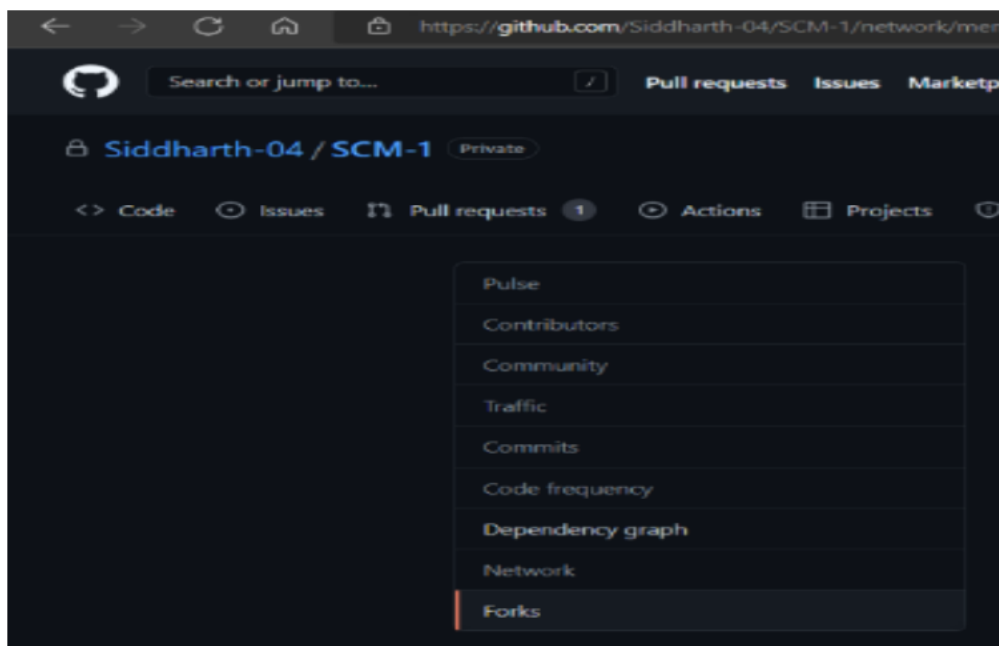 https://github.com/Siddharth-04/SCM-1/network/mer
Search or jump to... / Pull requests Issues Marketp
Siddharth-04 / SCM-1 Private
<> Code Issues Pull requests 1 Actions Projects
Pulse
Contributors
Community
Traffic
Commits
Code frequency
Dependency graph
Network
Forks